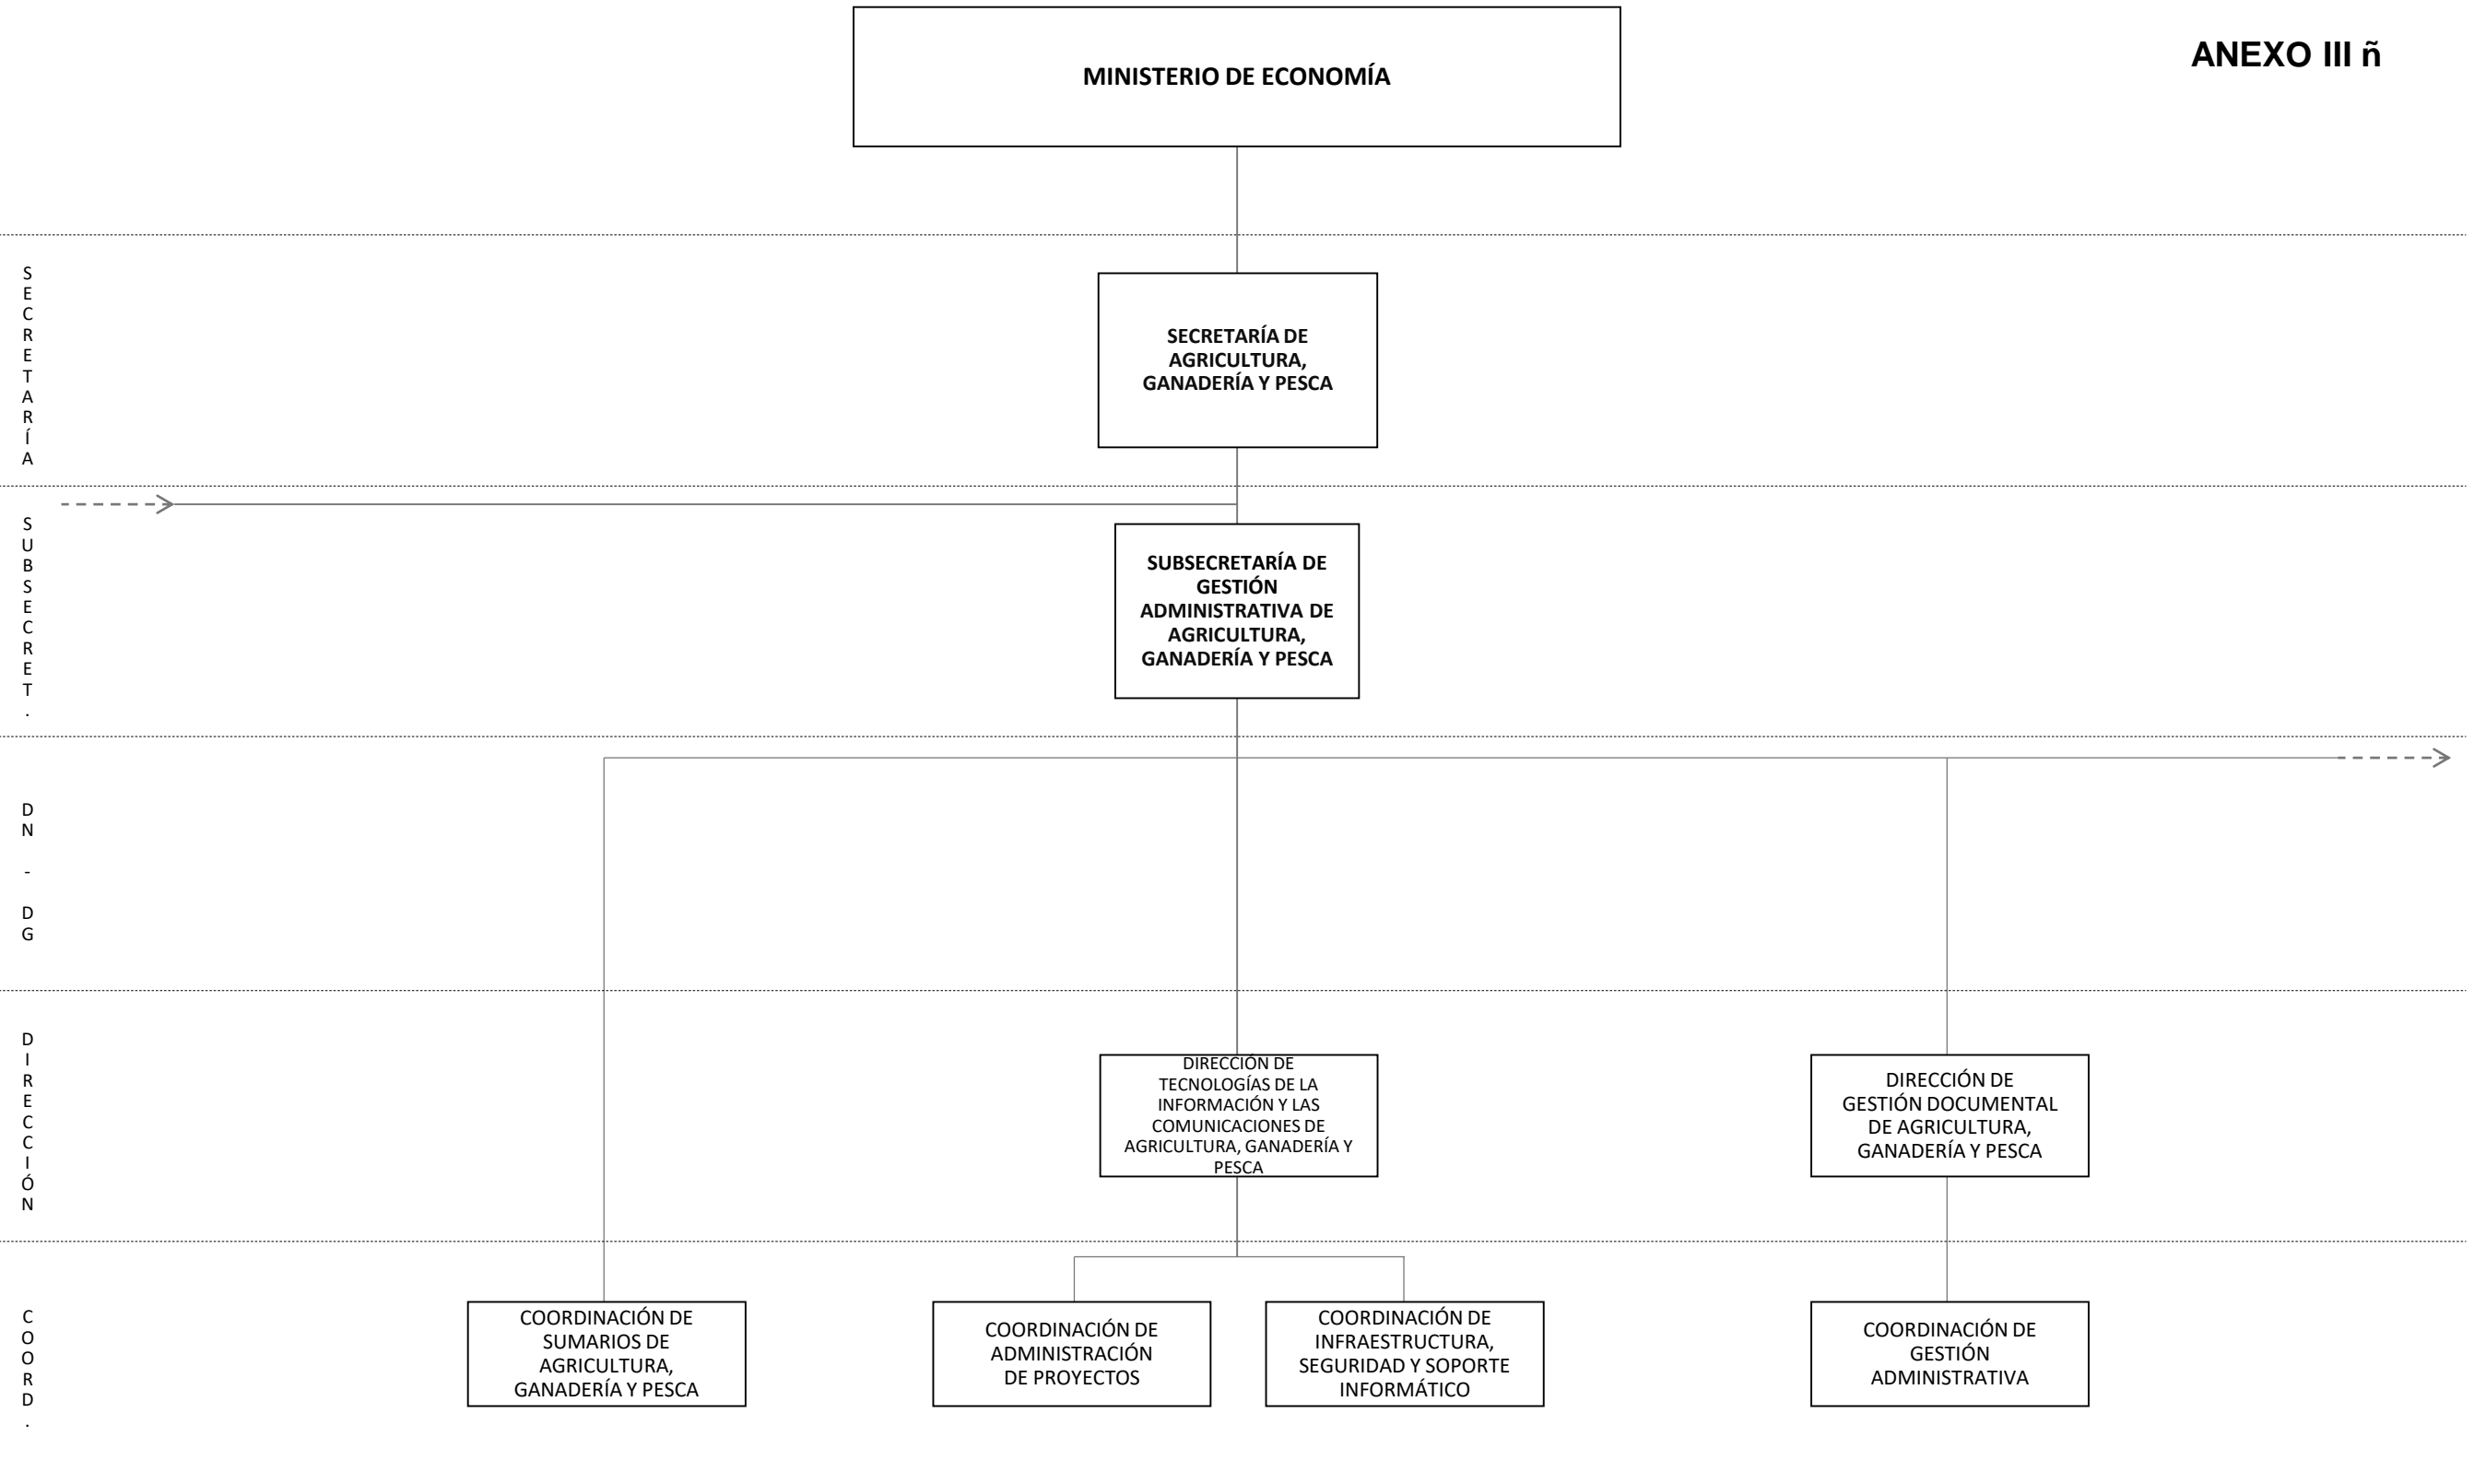 MINISTERIO DE ECONOMÍA
ANEXO III ñ
S
E
C
R
E
T
A
R
Í
A
SECRETARÍA DE
AGRICULTURA,
GANADERÍA Y PESCA
S
U
B
S
E
C
R
E
T
.
SUBSECRETARÍA DE
GESTIÓN
ADMINISTRATIVA DE
AGRICULTURA,
GANADERÍA Y PESCA
D
N
-
D
G
D
I
R
E
C
C
I
Ó
N
DIRECCIÓN DE
TECNOLOGÍAS DE LA
INFORMACIÓN Y LAS
COMUNICACIONES DE
AGRICULTURA, GANADERÍA Y
PESCA
DIRECCIÓN DE
GESTIÓN DOCUMENTAL
DE AGRICULTURA,
GANADERÍA Y PESCA
C
O
O
R
D
.
COORDINACIÓN DE
SUMARIOS DE
AGRICULTURA,
GANADERÍA Y PESCA
COORDINACIÓN DE
ADMINISTRACIÓN
DE PROYECTOS
COORDINACIÓN DE
INFRAESTRUCTURA,
SEGURIDAD Y SOPORTE
INFORMÁTICO
COORDINACIÓN DE
GESTIÓN
ADMINISTRATIVA